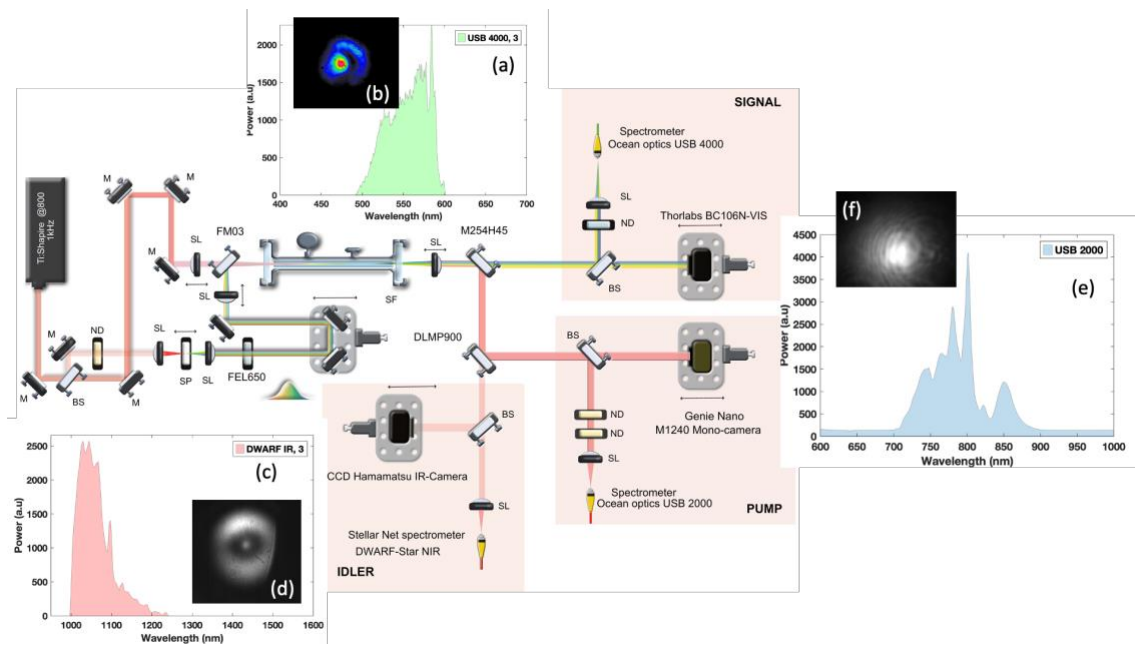 USB 4000, 3
(a)
(b)
2000
1500
1000
500
0
Power (a.u)
400
450
500
550
600
650
700
Wavelength (nm)
Ti:Shapire @800
1kHz
M
M
M
SL
SL
FM03
SF
SL
M254H45
SIGNAL
Spectrometer
Ocean optics USB 4000
SL
ND
BS
Thorlabs BC106N-VIS
M
ND
SL
SP
SL
FEL650
M
BS
M
DLMP900
BS
Genie Nano
M1240 Mono-camera
ND
ND
SL
Spectrometer
Ocean optics USB 2000
PUMP
BS
CCD Hamamatsu IR-Camera
SL
Stellar Net spectrometer
DWARF-Star NIR
IDLER
DWARF IR, 3
(c)
(d)
2500
2000
1500
1000
500
0
Power (a.u)
1000
1100
1200
1300
1400
1500
1600
Wavelength (nm)
(f)
USB 2000
(e)
4500
4000
3500
3000
2500
2000
1500
1000
500
0
Power (a.u)
600
650
700
750
800
850
900
950
1000
Wavelength (nm)